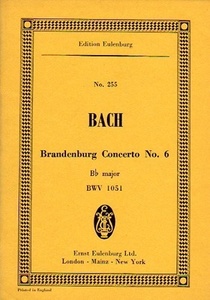 Edition Eulenburg
No. 255
BACH
Brandenburg Concerto No. 6
Bb major
BWV 1051
Ernst Eulenburg Ltd.
London - Mainz - New York
Printed in England